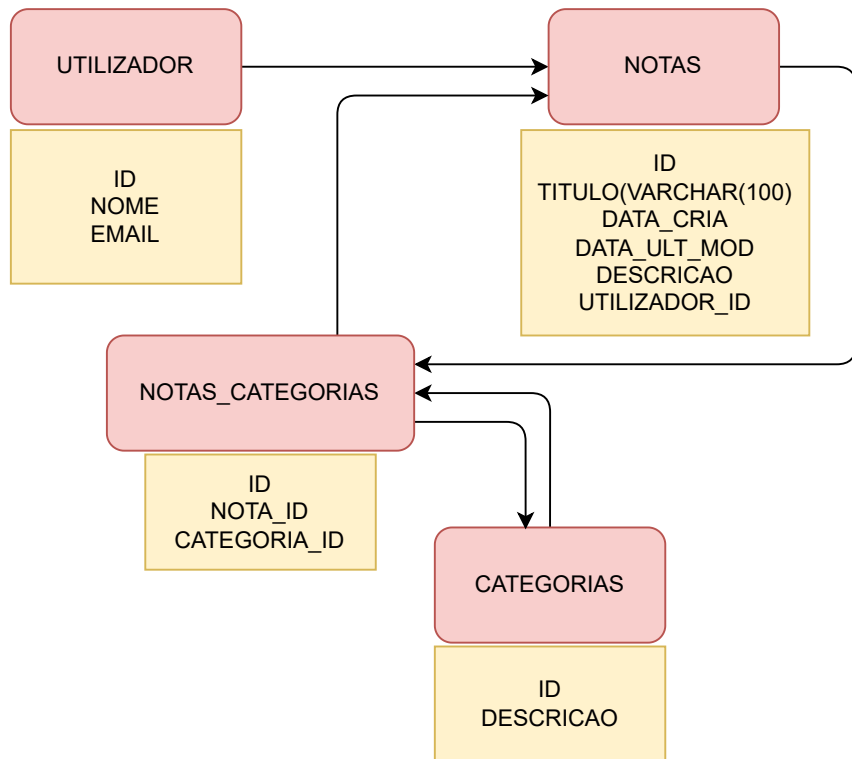 UTILIZADOR
ID
NOME
EMAIL
NOTAS
ID
TITULO(VARCHAR(100)
DATA_CRIA
DATA_ULT_MOD
DESCRICAO
UTILIZADOR_ID
NOTAS_CATEGORIAS
ID
NOTA_ID
CATEGORIA_ID
CATEGORIAS
ID
DESCRICAO